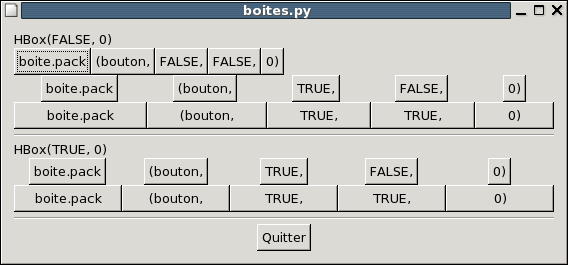 boites.py
HBox(FALSE, 0)
boite.pack (bouton, FALSE, FALSE, 0)
boite.pack (bouton, TRUE, FALSE, 0)
boite.pack (bouton, TRUE, TRUE, 0)
HBox(TRUE, 0)
boite.pack (bouton, TRUE, FALSE, 0)
boite.pack (bouton, TRUE, TRUE, 0)
Quitter